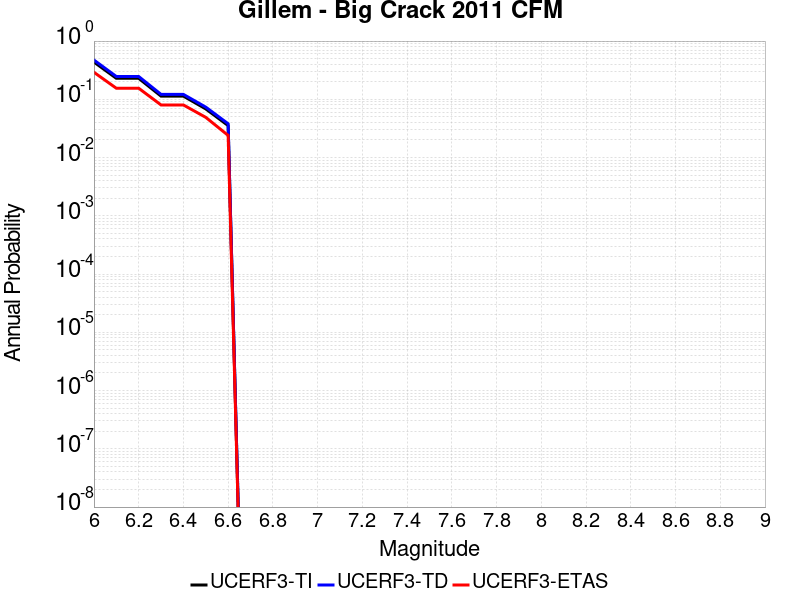 Gillem - Big Crack 2011 CFM
10^0
10^-1
10^-2
10^-3
10^-4
10^-5
10^-6
10^-7
10^-8
Annual Probability
6 6.2 6.4 6.6 6.8 7 7.2 7.4 7.6 7.8 8 8.2 8.4 8.6 8.8 9
Magnitude
UCERF3-TI UCERF3-TD UCERF3-ETAS